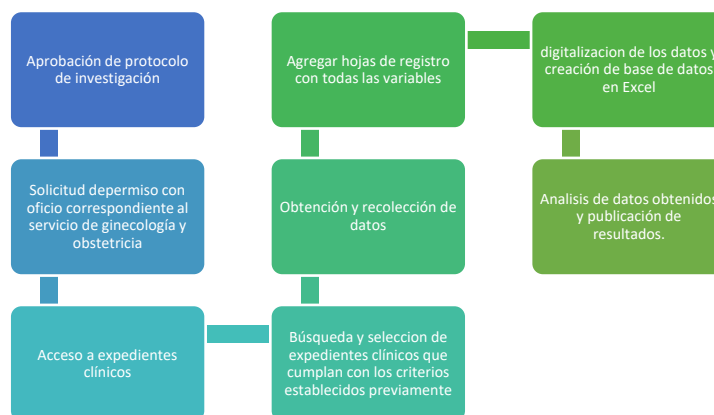 Aprobación de protocolo
de investigación
Solicitud depermiso con
oficio correspondiente al
servicio de ginecología y
obstetricia
Acceso a expedientes
clínicos
Búsqueda y seleccion de
expedientes clínicos que
cumplan con los criterios
establecidos previamente
Obtención y recolección de
datos
Agregar hojas de registro
con todas las variables
digitalizacion de los datos y
creación de base de datos
en Excel
Analisis de datos obtenidos
y publicación de
resultados.